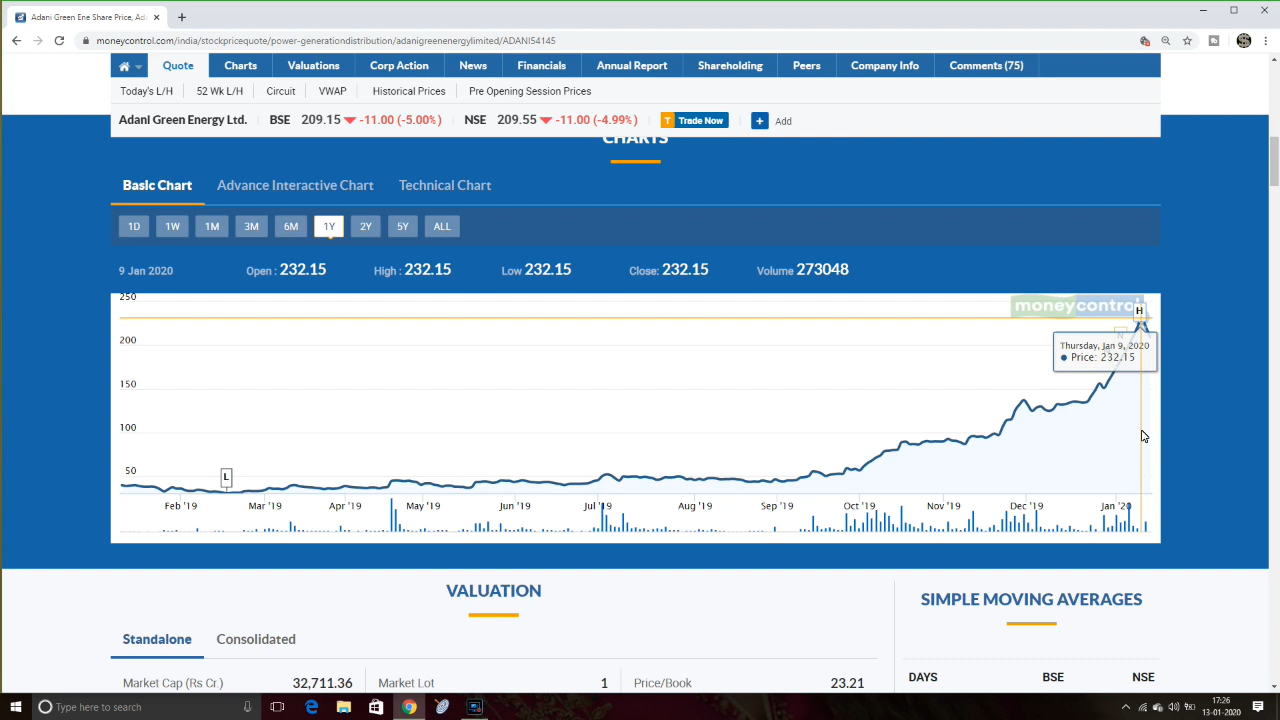 Adani Green Ene Share Price, Ad
moneycontrol.com/india/stockpricequote/power-generationdistribution/adanigreenenergylimited/ADANI54145
Quote Charts Valuations Corp Action News Financials Annual Report Shareholding Peers Company Info Comments (75)
Today's L/H 52 Wk L/H Circuit VWAP Historical Prices Pre Opening Session Prices
Adani Green Energy Ltd. BSE 209.15 -11.00 (-5.00%) NSE 209.55 -11.00 (-4.99%) T Trade Now + Add
CHARTS
Basic Chart Advance Interactive Chart Technical Chart
1D 1W 1M 3M 6M 1Y 2Y 5Y ALL
9 Jan 2020 Open : 232.15 High : 232.15 Low 232.15 Close: 232.15 Volume 273048
250
moneycontrol
H
200
Thursday, Jan 9, 2020
Price: 232.15
150
100
50
L
Feb '19 Mar '19 Apr '19 May '19 Jun '19 Jul '19 Aug '19 Sep '19 Oct '19 Nov '19 Dec '19 Jan '20
VALUATION
SIMPLE MOVING AVERAGES
Standalone Consolidated
Market Cap (Rs Cr.) 32,711.36 Market Lot 1 Price/Book 23.21
DAYS BSE NSE
Type here to search
17:26
13-01-2020